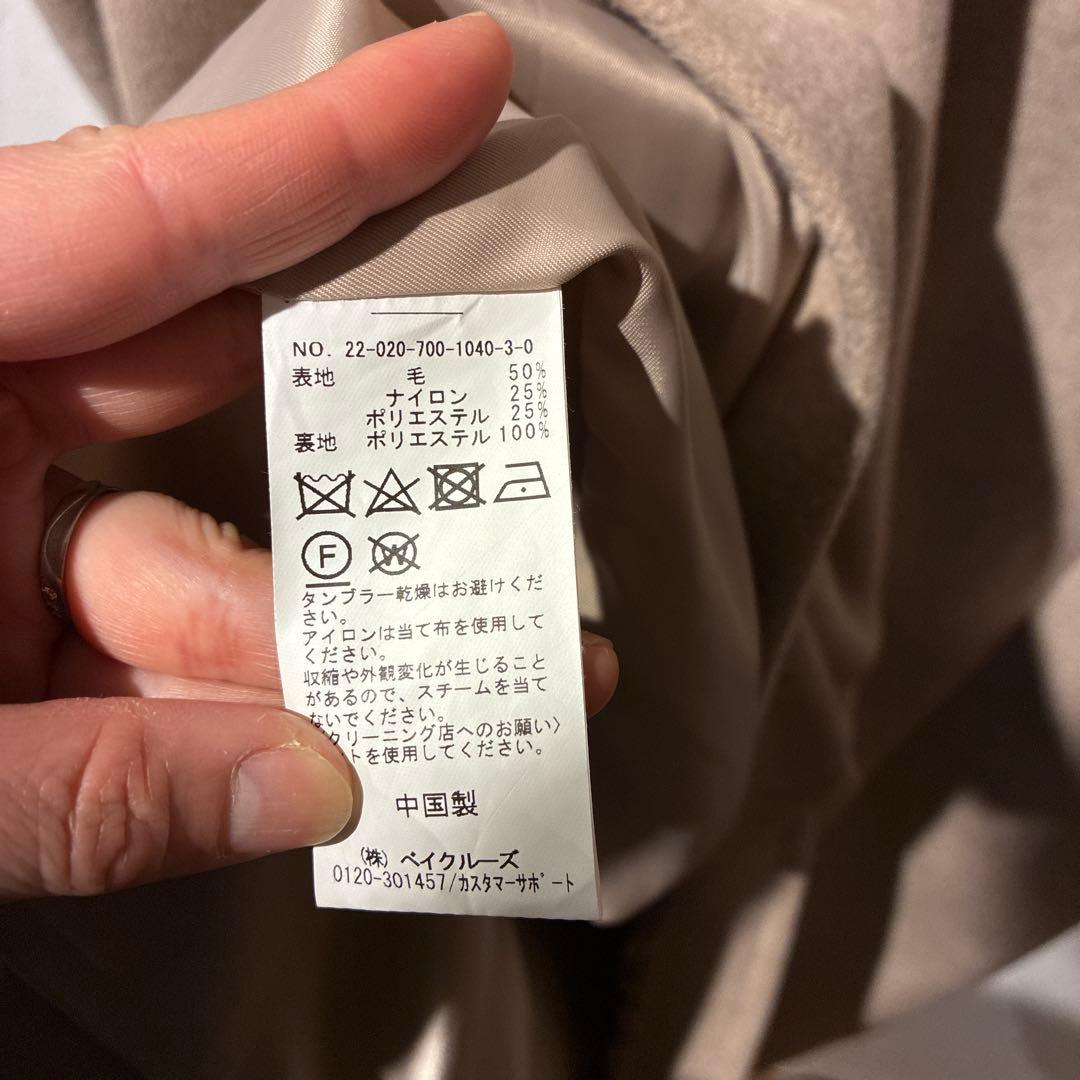 NO. 22-020-700-1040-3-0
表地 毛 50%
ナイロン 25%
ポリエステル 25%
裏地 ポリエステル 100%
F W
タンブラー乾燥はお避けくだ
さい。
アイロンは当て布を使用して
ください。
収縮や外観変化が生じること
があるので、スチームを当て
ないでください。
クリーニング店へのお願い〉
トを使用してください。
中国製
(株) ベイクルーズ
0120-301457/カスタマーサポート